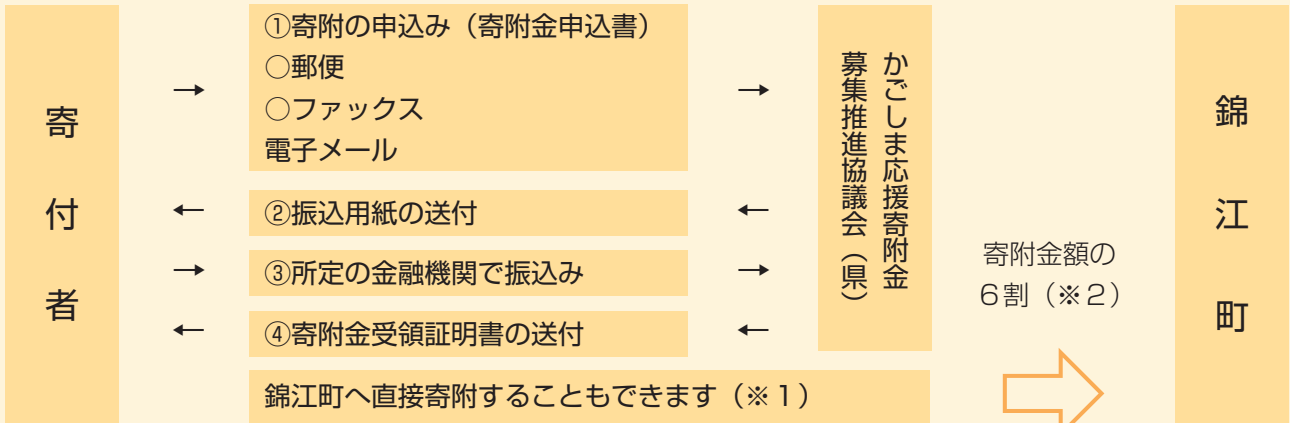 寄付者
→
①寄附の申込み（寄附金申込書）
○郵便
○ファックス
電子メール
→
←
②振込用紙の送付
←
→
③所定の金融機関で振込み
→
←
④寄附金受領証明書の送付
←
錦江町へ直接寄附することもできます（※１）
かごしま応援寄附金
募集推進協議会（県）
寄附金額の
６割（※２）
錦江町